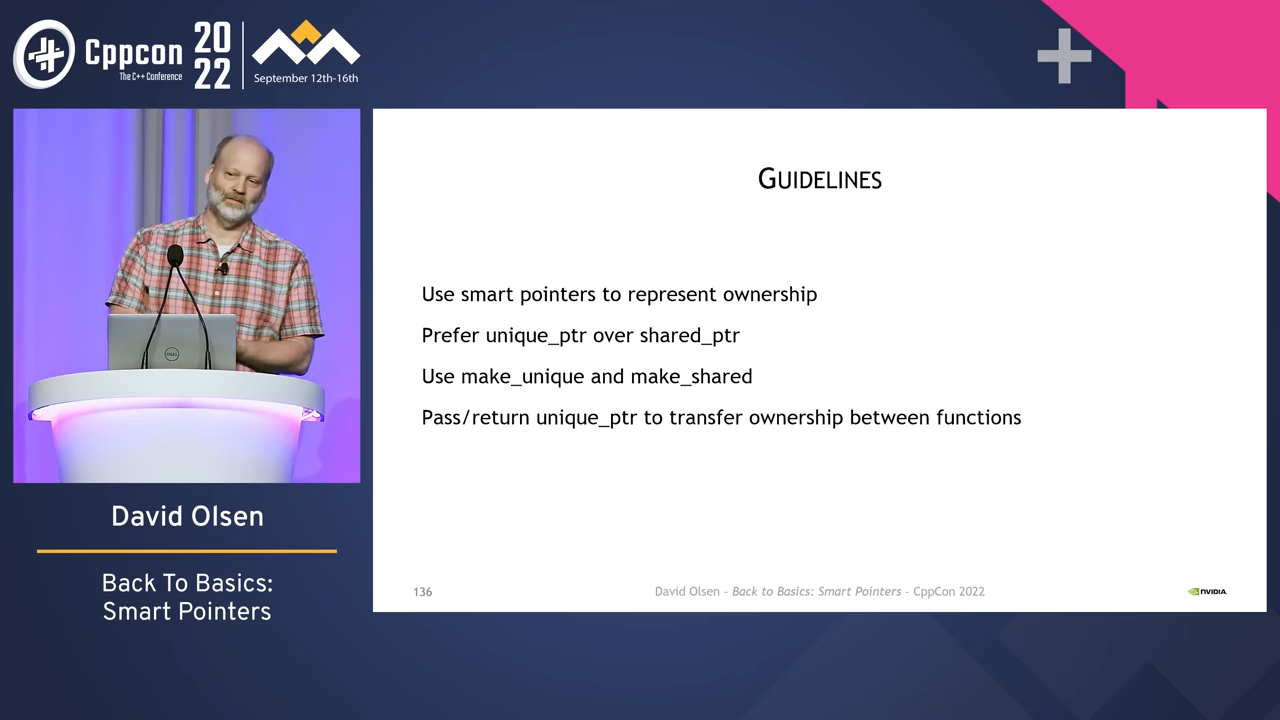 Cppcon
The C++ Conference
20
22
September 12th-16th
GUIDELINES
Use smart pointers to represent ownership
Prefer unique_ptr over shared_ptr
Use make_unique and make_shared
Pass/return unique_ptr to transfer ownership between functions
136
David Olsen - Back to Basics: Smart Pointers - CppCon 2022
NVIDIA
DELL
David Olsen
Back To Basics:
Smart Pointers